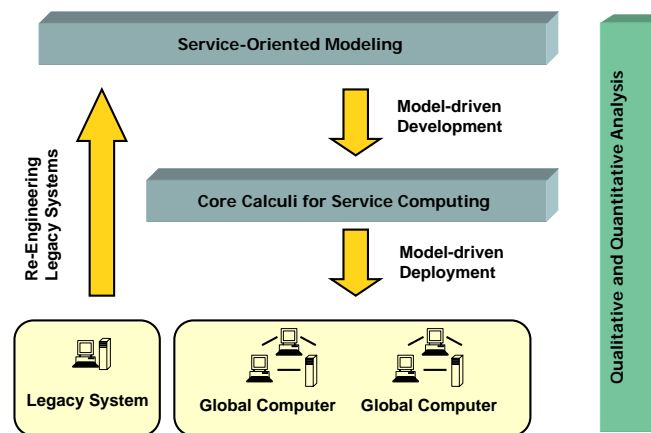 Service-Oriented Modeling
Model-driven
Development
Re-Engineering
Legacy Systems
Core Calculi for Service Computing
Model-driven
Deployment
Legacy System
Global Computer
Global Computer
Qualitative and Quantitative Analysis